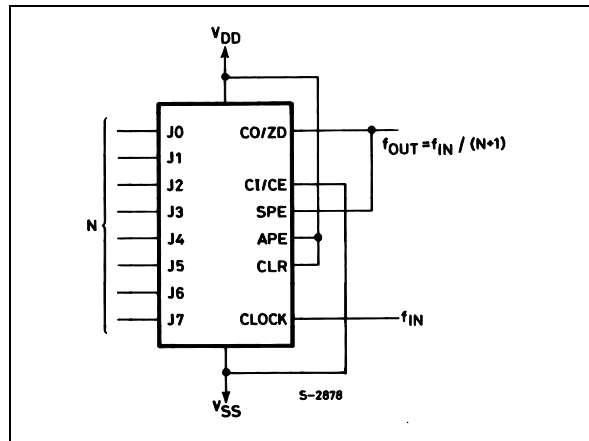 VDD
J0
CO/ZD
fOUT=fIN / (N+1)
J1
J2
CI/CE
J3
SPE
N
J4
APE
J5
CLR
J6
J7
CLOCK
fIN
S-2878
VSS